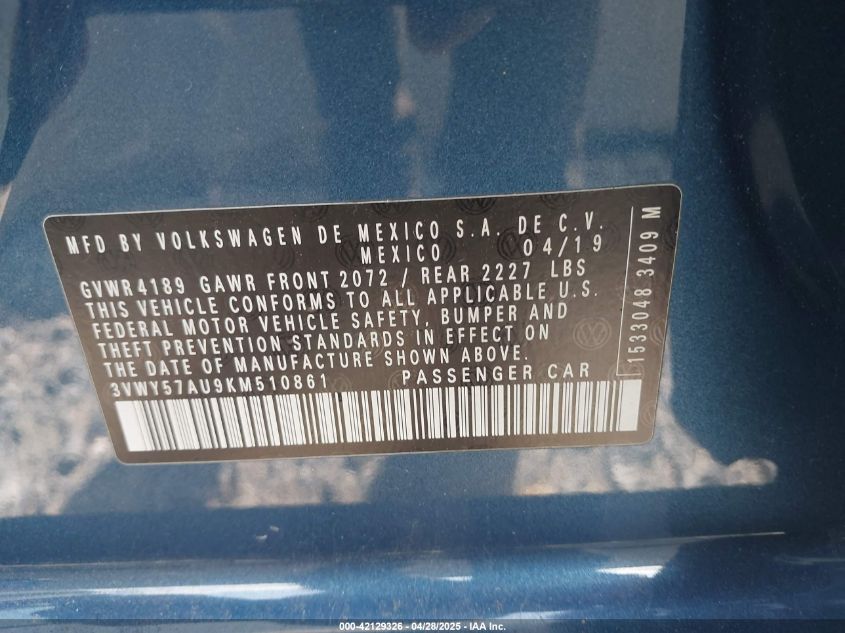 MFD BY VOLKSWAGEN DE MEXICO S.A. DE C.V.
MEXICO 04/19
GVWR4189 GAWR FRONT 2072 / REAR 2227 LBS
THIS VEHICLE CONFORMS TO ALL APPLICABLE U.S.
FEDERAL MOTOR VEHICLE SAFETY, BUMPER AND
THEFT PREVENTION STANDARDS IN EFFECT ON
THE DATE OF MANUFACTURE SHOWN ABOVE.
3VWY57AU9KM510861 PASSENGER CAR
1533048 3409 M
000-42129326 - 04/28/2025 - IAA Inc.